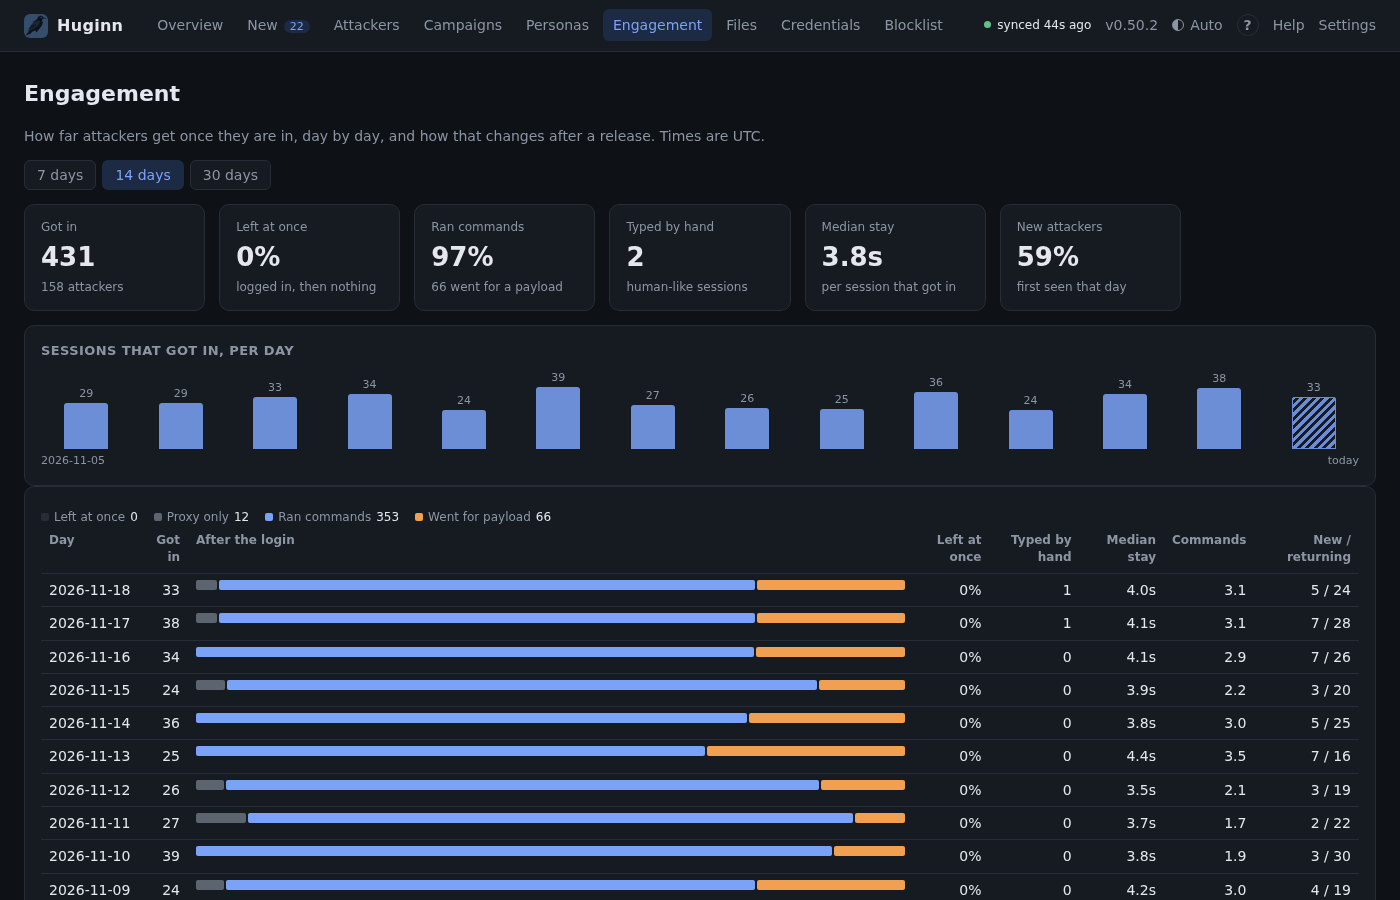 Huginn Overview New 22 Attackers Campaigns Personas Engagement Files Credentials Blocklist synced 44s ago v0.50.2 Auto ? Help Settings
Engagement
How far attackers get once they are in, day by day, and how that changes after a release. Times are UTC.
7 days 14 days 30 days
Got in Left at once Ran commands Typed by hand Median stay New attackers
431 0% 97% 2 3.8s 59%
158 attackers logged in, then nothing 66 went for a payload human-like sessions per session that got in first seen that day
SESSIONS THAT GOT IN, PER DAY
29 29 33 34 24 39 27 26 25 36 24 34 38 33
2026-11-05 today
Left at once 0 Proxy only 12 Ran commands 353 Went for payload 66
Day Got in After the login Left at once Typed by hand Median stay Commands New / returning
2026-11-18 33 0% 1 4.0s 3.1 5 / 24
2026-11-17 38 0% 1 4.1s 3.1 7 / 28
2026-11-16 34 0% 0 4.1s 2.9 7 / 26
2026-11-15 24 0% 0 3.9s 2.2 3 / 20
2026-11-14 36 0% 0 3.8s 3.0 5 / 25
2026-11-13 25 0% 0 4.4s 3.5 7 / 16
2026-11-12 26 0% 0 3.5s 2.1 3 / 19
2026-11-11 27 0% 0 3.7s 1.7 2 / 22
2026-11-10 39 0% 0 3.8s 1.9 3 / 30
2026-11-09 24 0% 0 4.2s 3.0 4 / 19